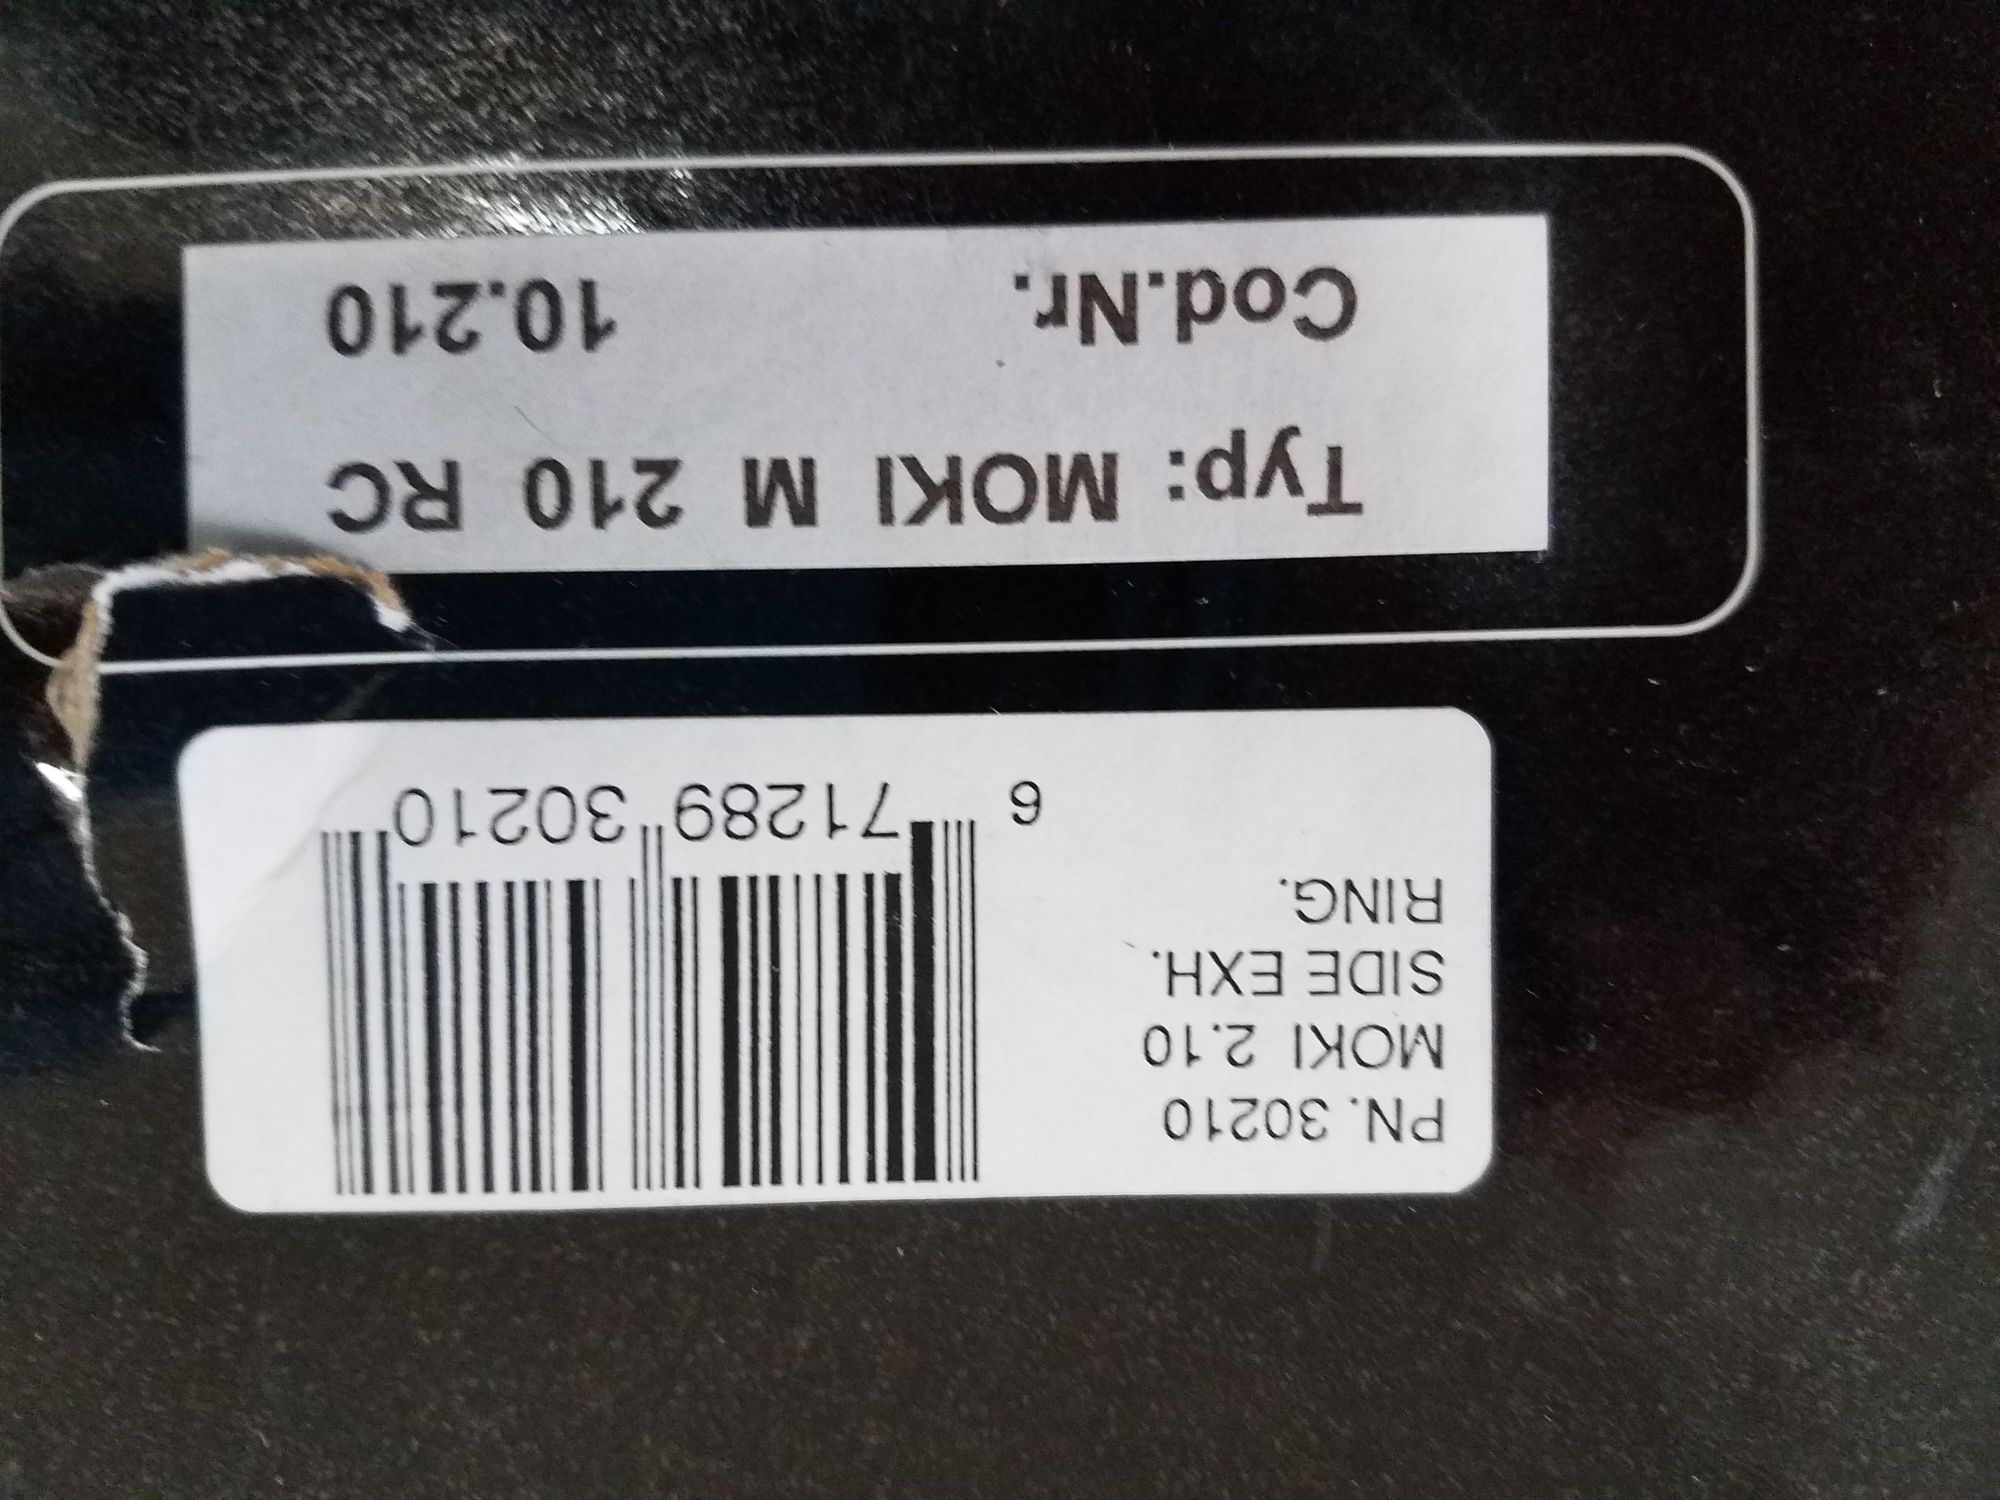 PN. 30210
MOKI 2.10
SIDE EXH.
RING.
6 71289 30210
Typ: MOKI M 210 RC
Cod.Nr. 10.210